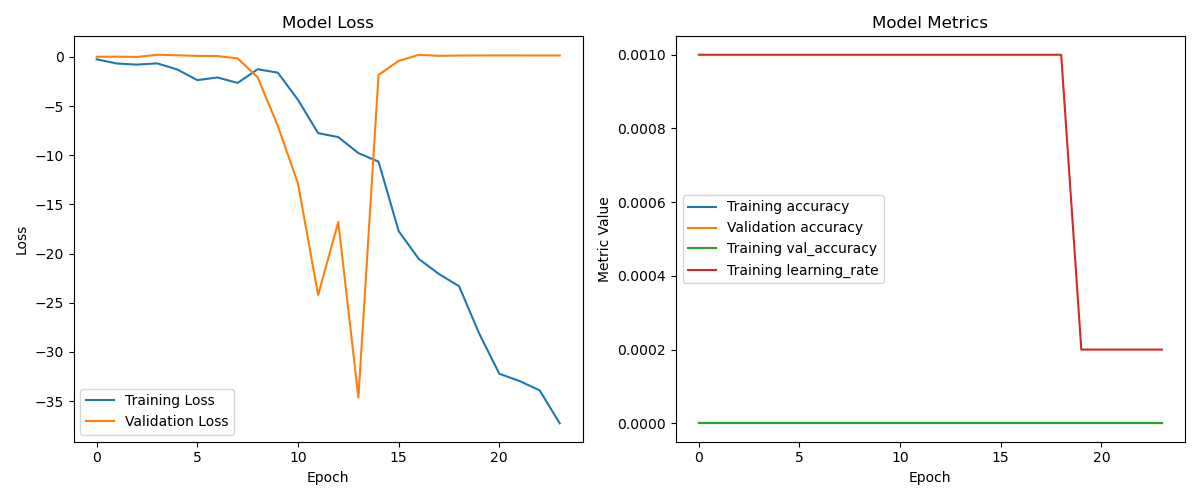 Model Loss
0
−5
−10
−15
−20
−25
−30
−35
Loss
Training Loss
Validation Loss
0 5 10 15 20
Epoch
Model Metrics
0.0010
0.0008
0.0006
0.0004
0.0002
0.0000
Metric Value
Training accuracy
Validation accuracy
Training val_accuracy
Training learning_rate
0 5 10 15 20
Epoch